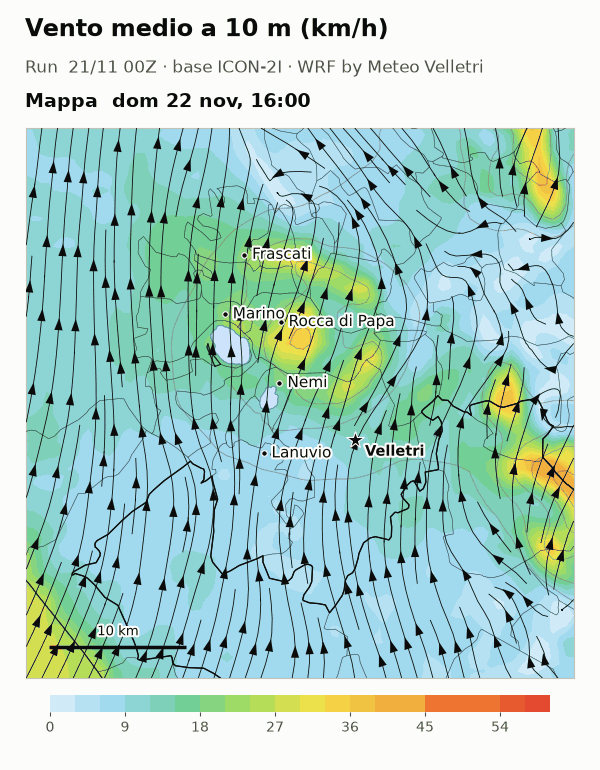 Vento medio a 10 m (km/h)
Run  21/11 00Z · base ICON-2I · WRF by Meteo Velletri
Mappa  dom 22 nov, 16:00
Frascati
Marino
Rocca di Papa
Nemi
Velletri
Lanuvio
10 km
0 9 18 27 36 45 54